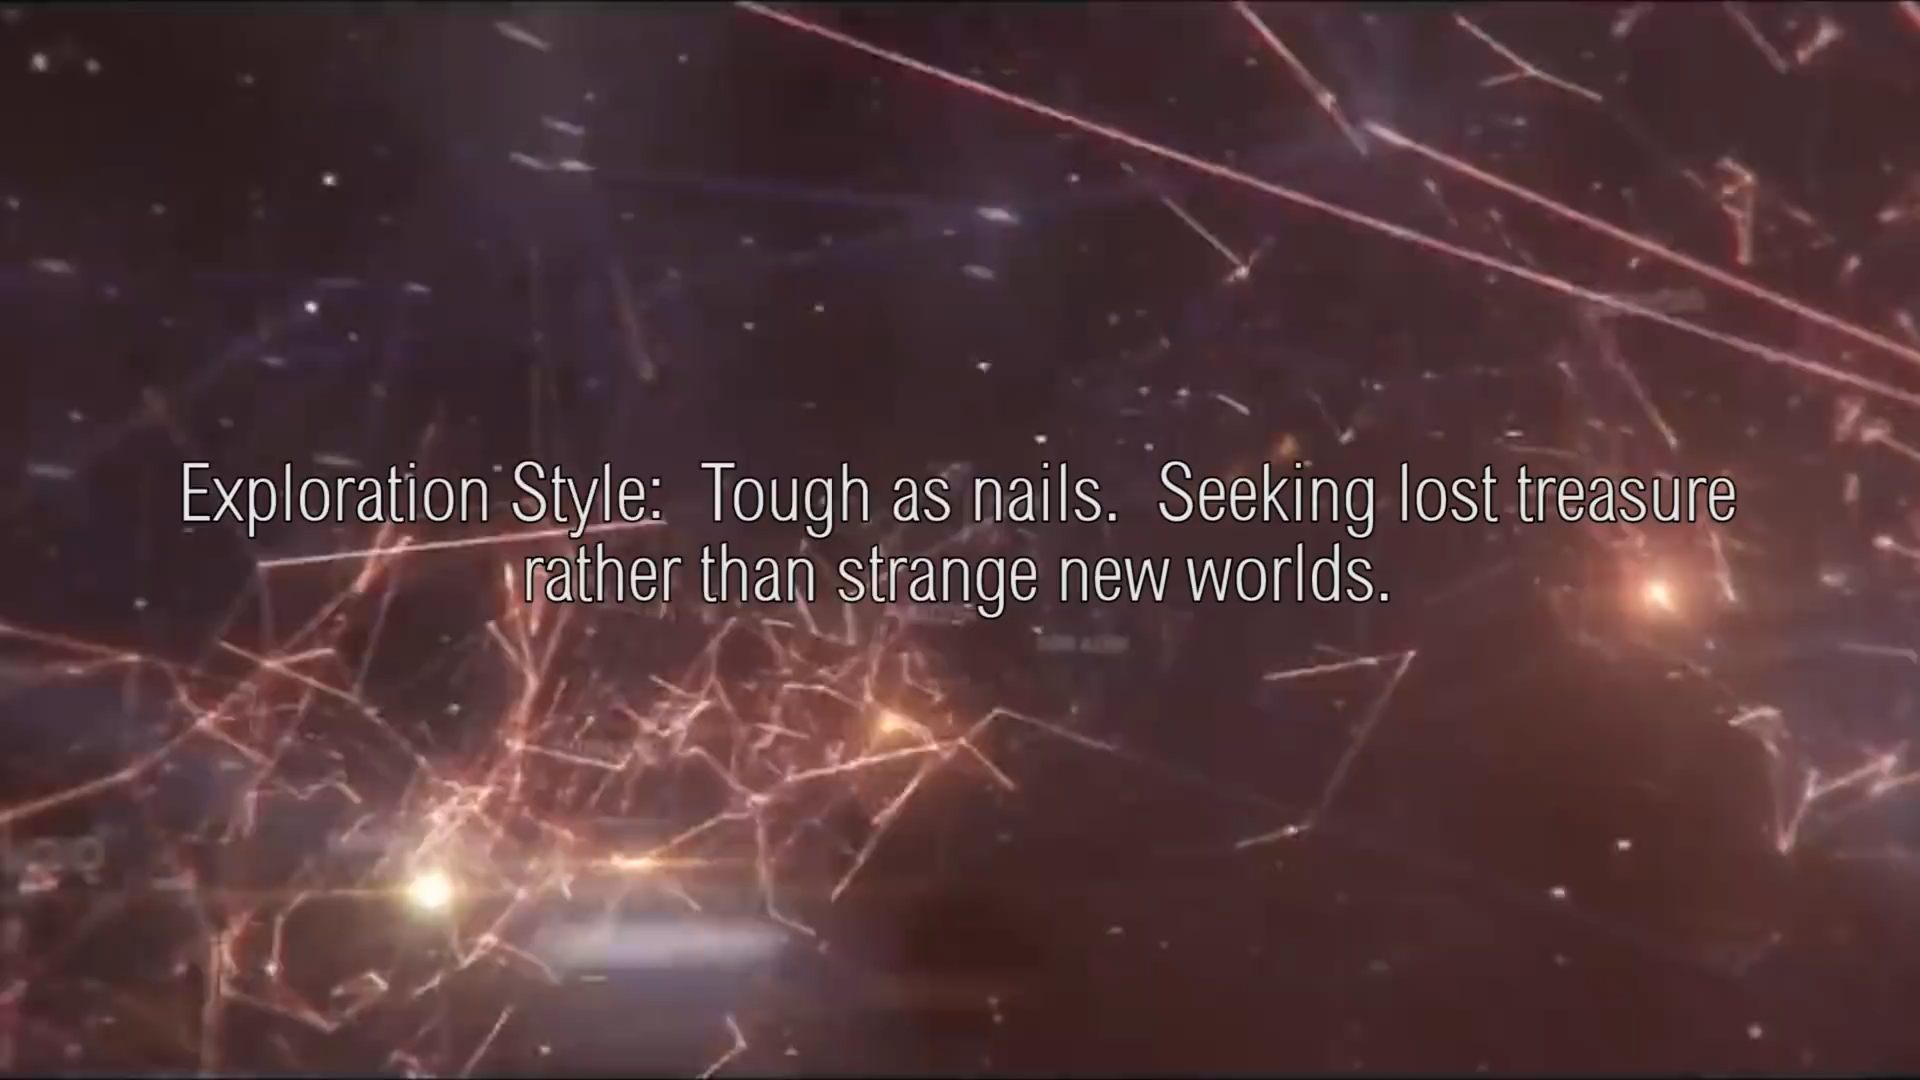 Exploration Style:  Tough as nails.  Seeking lost treasure
rather than strange new worlds.